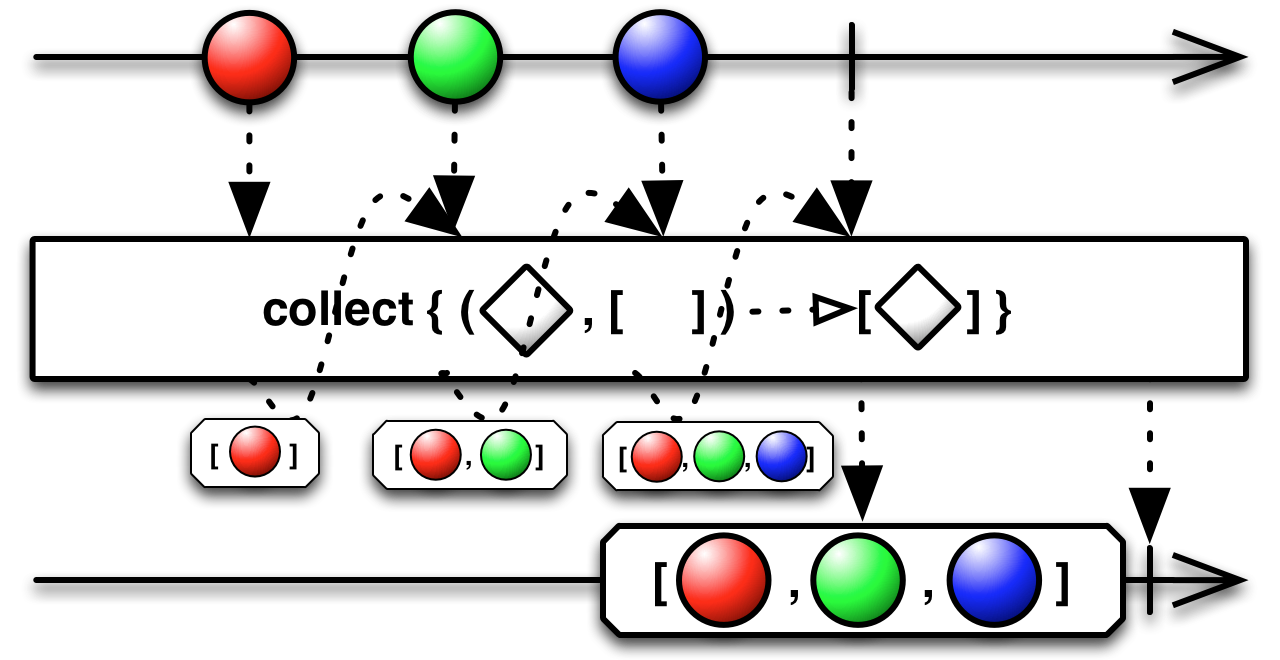 collect { ( , [ ] ) [ ] }
[ ]
[ , ]
[ , , ]
[ , , ]